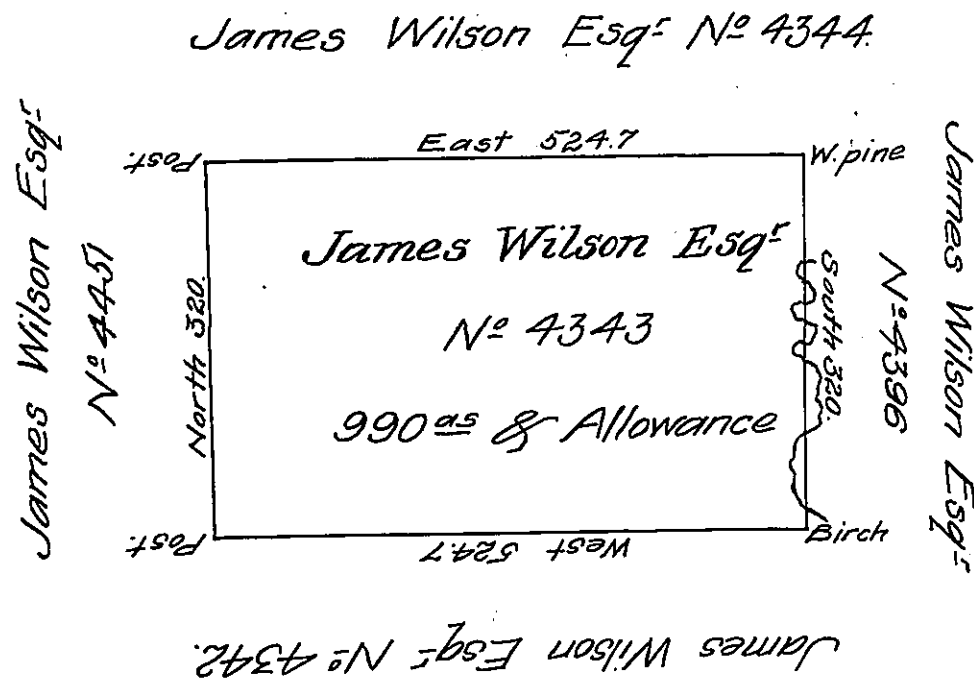 James Wilson Esqʳ Nº 4344.
East 524.7
Post.
W. pine
James Wilson Esqʳ
Nº 4451
North 320.
James Wilson Esqʳ
Nº 4343
990 as & Allowance
South 320.
Nº 4396
James Wilson Esqʳ
Post.
Birch
West 524.7
James Wilson Esqʳ Nº 4342.